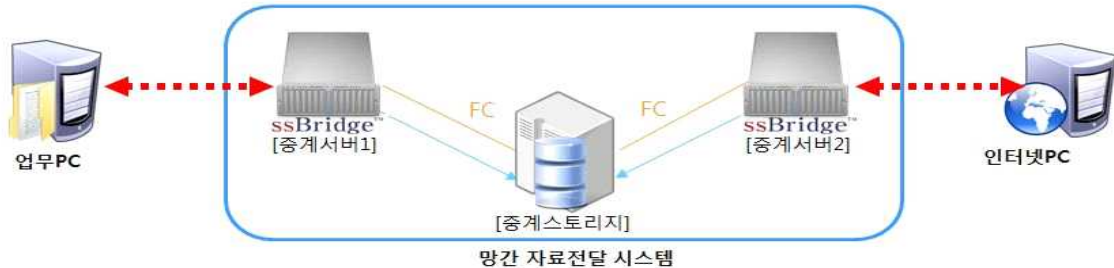 FC
FC
ssBridge™
[중계서버1]
ssBridge™
[중계서버2]
업무PC
인터넷PC
[중계스토리지]
망간 자료전달 시스템